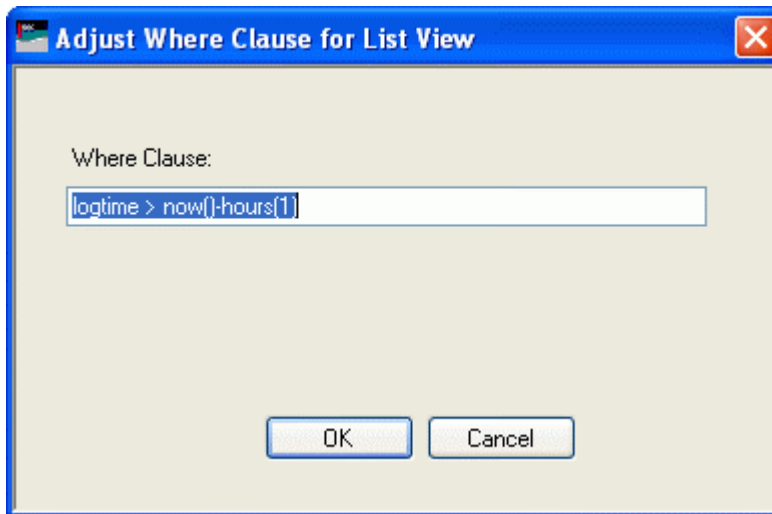 Adjust Where Clause for List View
Where Clause:
logtime > now()-hours(1)
OK
Cancel